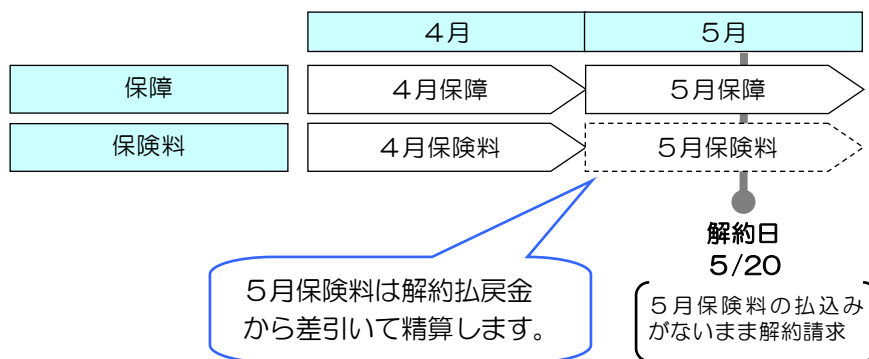 ４月
５月
保障
４月保障
５月保障
保険料
４月保険料
５月保険料
解約日
5/20
５月保険料は解約払戻金
から差引いて精算します。
５月保険料の払込み
がないまま解約請求